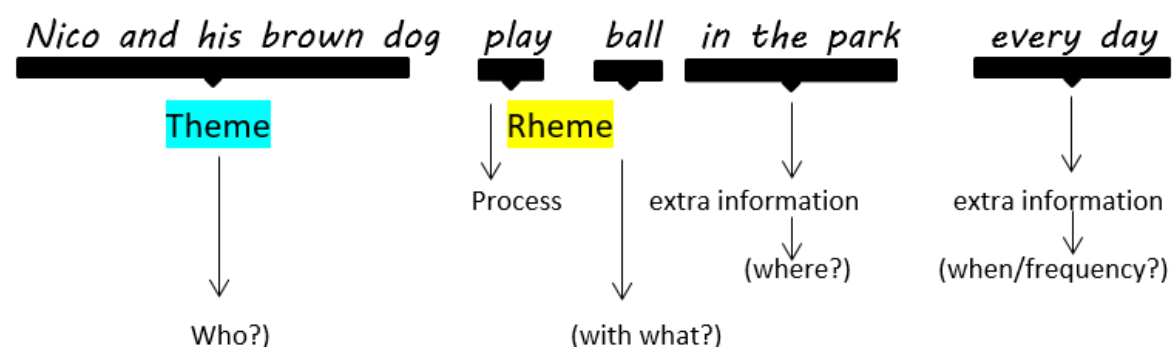 Nico and his brown dog play ball in the park every day
Theme Rheme
Process extra information extra information
(where?) (when/frequency?)
Who?) (with what?)